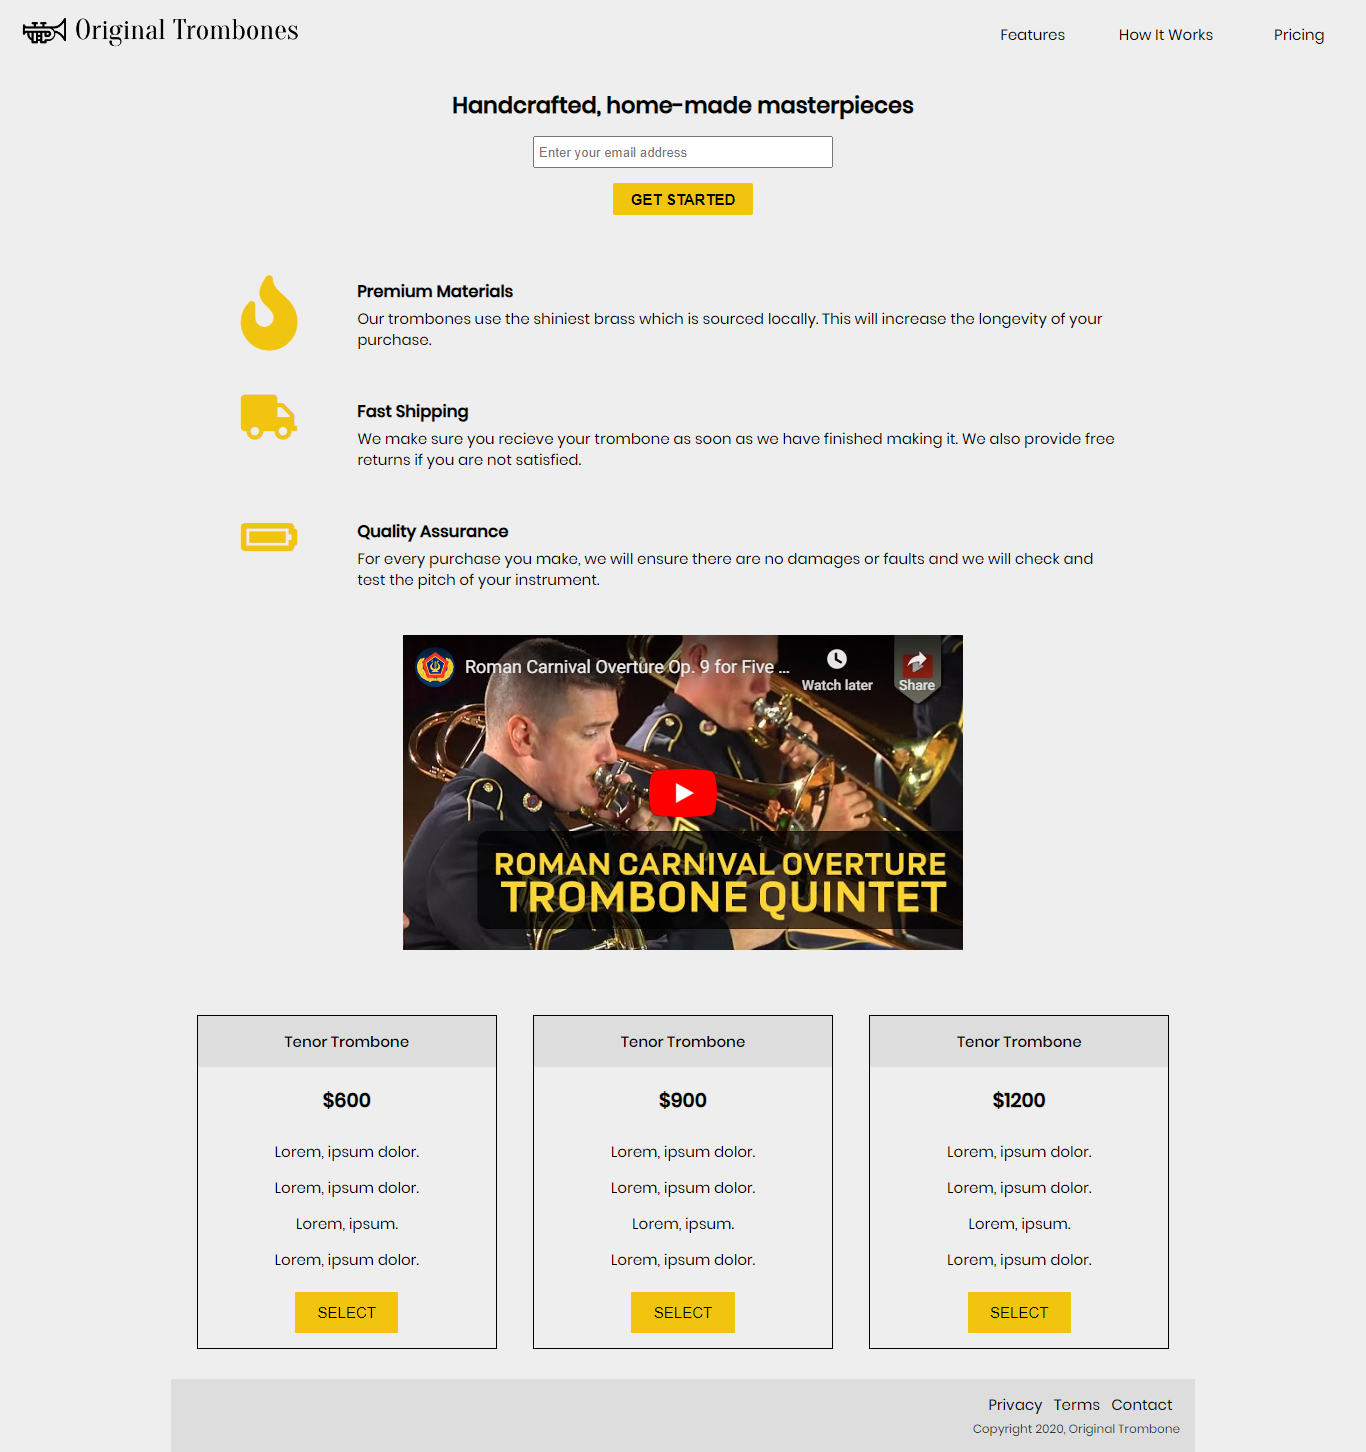 Original Trombones
Features
How It Works
Pricing
Handcrafted, home-made masterpieces
Enter your email address
GET STARTED
Premium Materials
Our trombones use the shiniest brass which is sourced locally. This will increase the longevity of your
purchase.
Fast Shipping
We make sure you recieve your trombone as soon as we have finished making it. We also provide free
returns if you are not satisfied.
Quality Assurance
For every purchase you make, we will ensure there are no damages or faults and we will check and
test the pitch of your instrument.
Roman Carnival Overture Op. 9 for Five ...
Watch later
Share
ROMAN CARNIVAL OVERTURE
TROMBONE QUINTET
Tenor Trombone
$600
Lorem, ipsum dolor.
Lorem, ipsum dolor.
Lorem, ipsum.
Lorem, ipsum dolor.
SELECT
Tenor Trombone
$900
Lorem, ipsum dolor.
Lorem, ipsum dolor.
Lorem, ipsum.
Lorem, ipsum dolor.
SELECT
Tenor Trombone
$1200
Lorem, ipsum dolor.
Lorem, ipsum dolor.
Lorem, ipsum.
Lorem, ipsum dolor.
SELECT
Privacy Terms Contact
Copyright 2020, Original Trombone